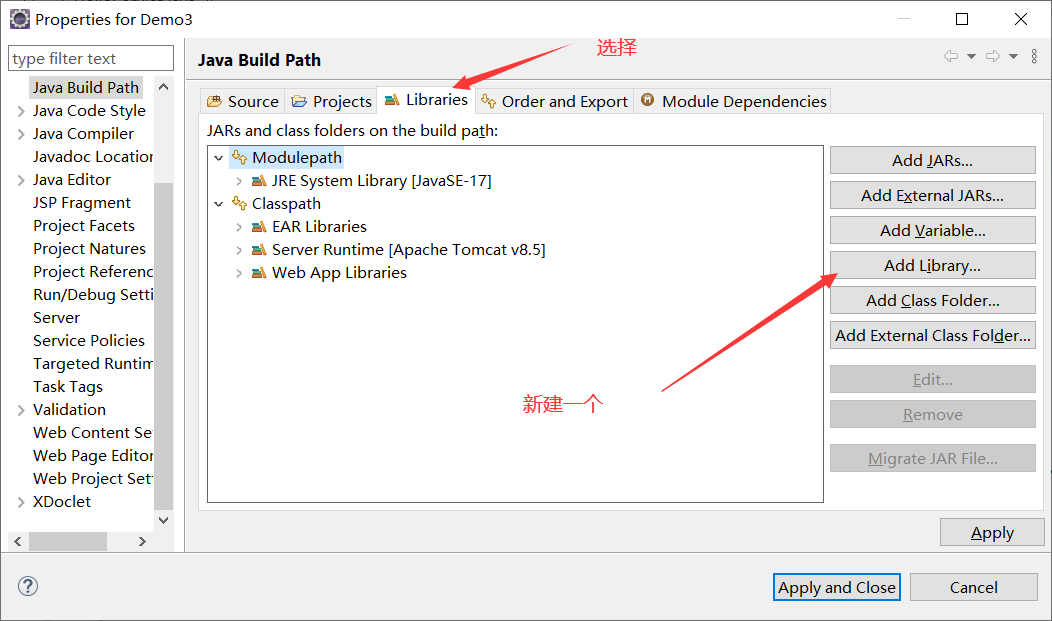 Properties for Demo3
type filter text
Java Build Path
Java Code Style
Java Compiler
Javadoc Location
Java Editor
JSP Fragment
Project Facets
Project Natures
Project Referenc
Run/Debug Setti
Server
Service Policies
Targeted Runtim
Task Tags
Validation
Web Content Se
Web Page Editor
Web Project Sett
XDoclet
Java Build Path
选择
Source
Projects
Libraries
Order and Export
Module Dependencies
JARs and class folders on the build path:
Modulepath
JRE System Library [JavaSE-17]
Classpath
EAR Libraries
Server Runtime [Apache Tomcat v8.5]
Web App Libraries
新建一个
Add JARs...
Add External JARs...
Add Variable...
Add Library...
Add Class Folder...
Add External Class Folder...
Edit...
Remove
Migrate JAR File...
Apply
Apply and Close
Cancel